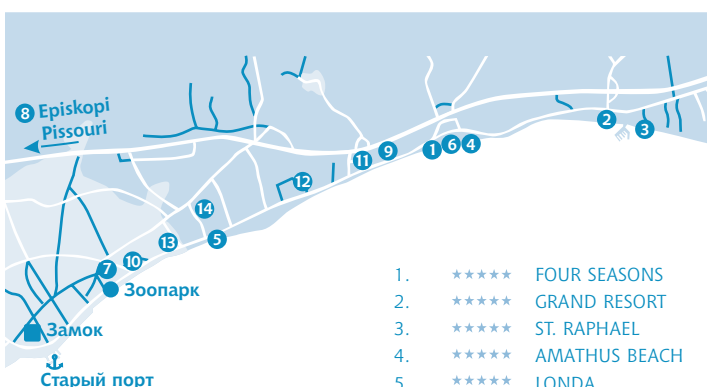 8 Episkopi
Pissouri
2
3
1 6 4
9
11
12
14
5
13
10
7
Зоопарк
Замок
Старый порт
1. ★★★★★ FOUR SEASONS
2. ★★★★★ GRAND RESORT
3. ★★★★★ ST. RAPHAEL
4. ★★★★★ AMATHUS BEACH
5. ★★★★★ LONDA